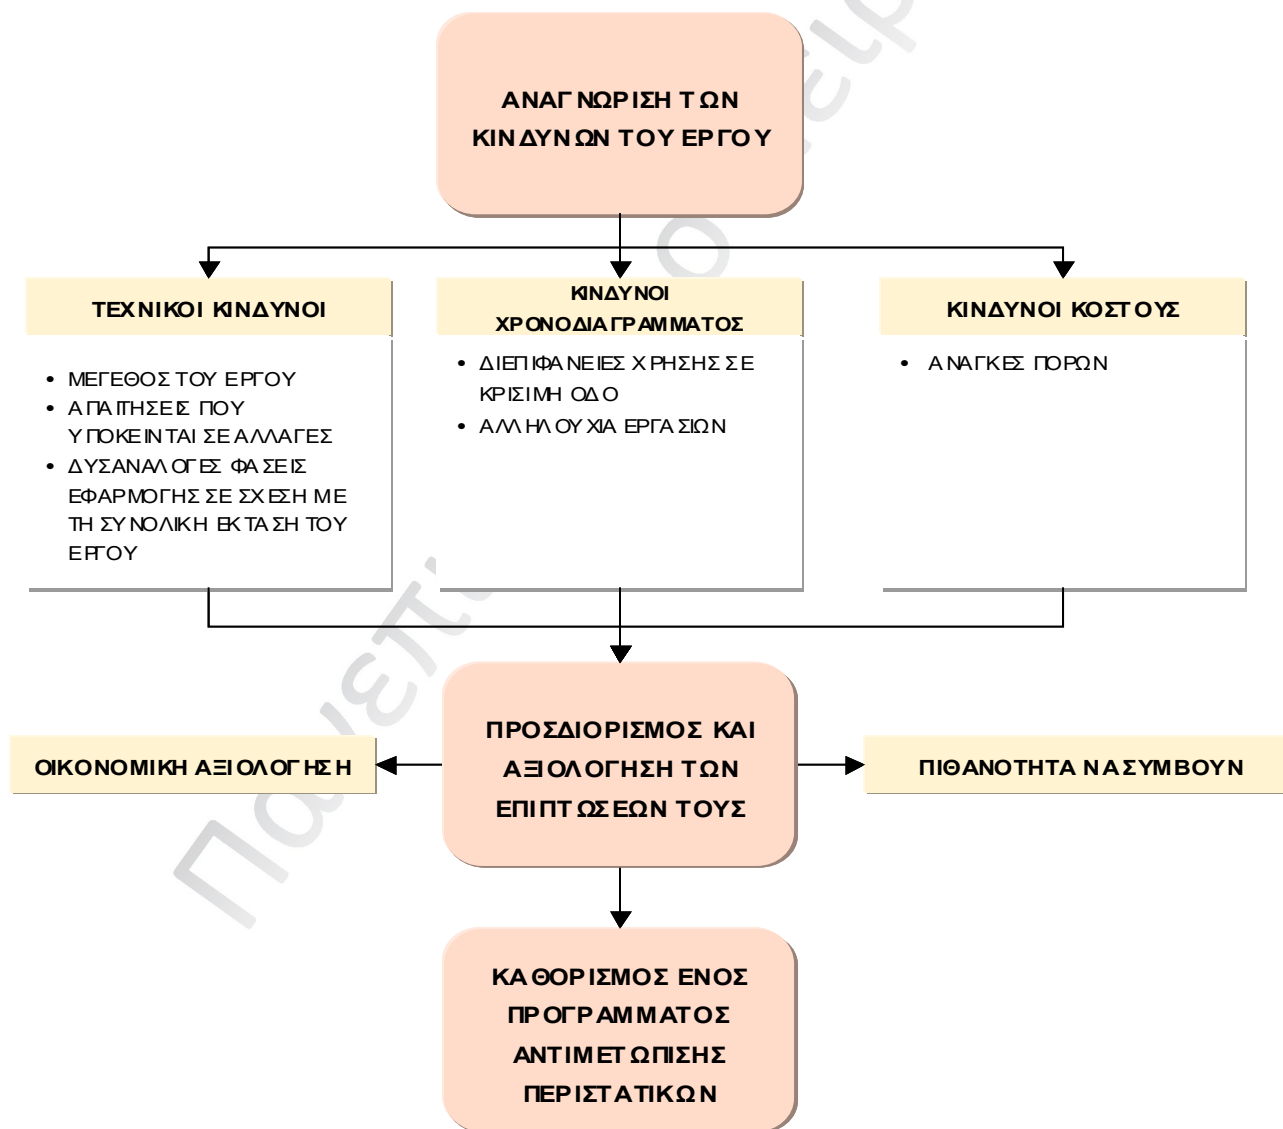 ΑΝΑΓΝΩΡΙΣΗ ΤΩΝ
ΚΙΝΔΥΝΩΝ ΤΟΥ ΕΡΓΟΥ
ΤΕΧΝΙΚΟΙ ΚΙΝΔΥΝΟΙ
• ΜΕΓΕΘΟΣ ΤΟΥ ΕΡΓΟΥ
• ΑΠΑΙΤΗΣΕΙΣ ΠΟΥ
ΥΠΟΚΕΙΝΤΑΙ ΣΕ ΑΛΛΑΓΕΣ
• ΔΥΣΑΝΑΛΟΓΕΣ ΦΑΣΕΙΣ
ΕΦΑΡΜΟΓΗΣ ΣΕ ΣΧΕΣΗ ΜΕ
ΤΗ ΣΥΝΟΛΙΚΗ ΕΚΤΑΣΗ ΤΟΥ
ΕΡΓΟΥ
ΚΙΝΔΥΝΟΙ
ΧΡΟΝΟΔΙΑΓΡΑΜΜΑΤΟΣ
• ΔΙΕΠΙΦΑΝΕΙΕΣ ΧΡΗΣΗΣ ΣΕ
ΚΡΙΣΙΜΗ ΟΔΟ
• ΑΛΛΗΛΟΥΧΙΑ ΕΡΓΑΣΙΩΝ
ΚΙΝΔΥΝΟΙ ΚΟΣΤΟΥΣ
• ΑΝΑΓΚΕΣ ΠΟΡΩΝ
ΟΙΚΟΝΟΜΙΚΗ ΑΞΙΟΛΟΓΗΣΗ
ΠΡΟΣΔΙΟΡΙΣΜΟΣ ΚΑΙ
ΑΞΙΟΛΟΓΗΣΗ ΤΩΝ
ΕΠΙΠΤΩΣΕΩΝ ΤΟΥΣ
ΠΙΘΑΝΟΤΗΤΑ ΝΑ ΣΥΜΒΟΥΝ
ΚΑΘΟΡΙΣΜΟΣ ΕΝΟΣ
ΠΡΟΓΡΑΜΜΑΤΟΣ
ΑΝΤΙΜΕΤΩΠΙΣΗΣ
ΠΕΡΙΣΤΑΤΙΚΩΝ